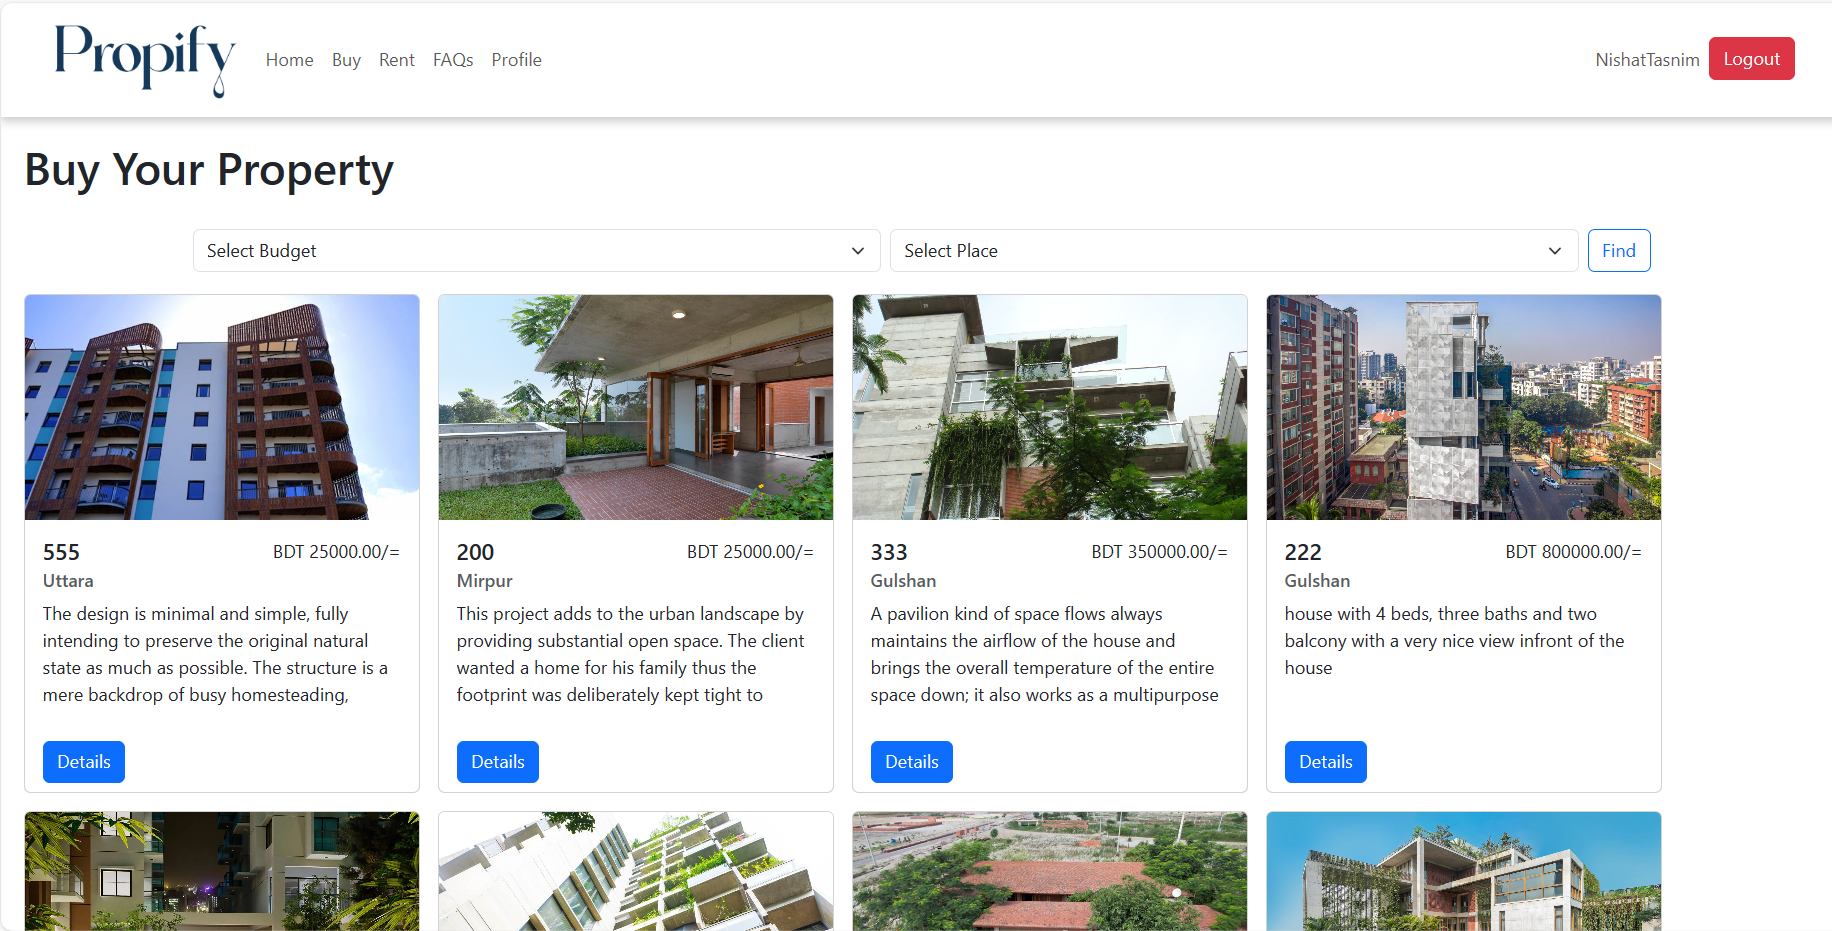 Propify
Home Buy Rent FAQs Profile
NishatTasnim Logout
Buy Your Property
Select Budget
Select Place
Find
555
BDT 25000.00/=
Uttara
The design is minimal and simple, fully
intending to preserve the original natural
state as much as possible. The structure is a
mere backdrop of busy homesteading,
Details
200
BDT 25000.00/=
Mirpur
This project adds to the urban landscape by
providing substantial open space. The client
wanted a home for his family thus the
footprint was deliberately kept tight to
Details
333
BDT 350000.00/=
Gulshan
A pavilion kind of space flows always
maintains the airflow of the house and
brings the overall temperature of the entire
space down; it also works as a multipurpose
Details
222
BDT 800000.00/=
Gulshan
house with 4 beds, three baths and two
balcony with a very nice view infront of the
house
Details